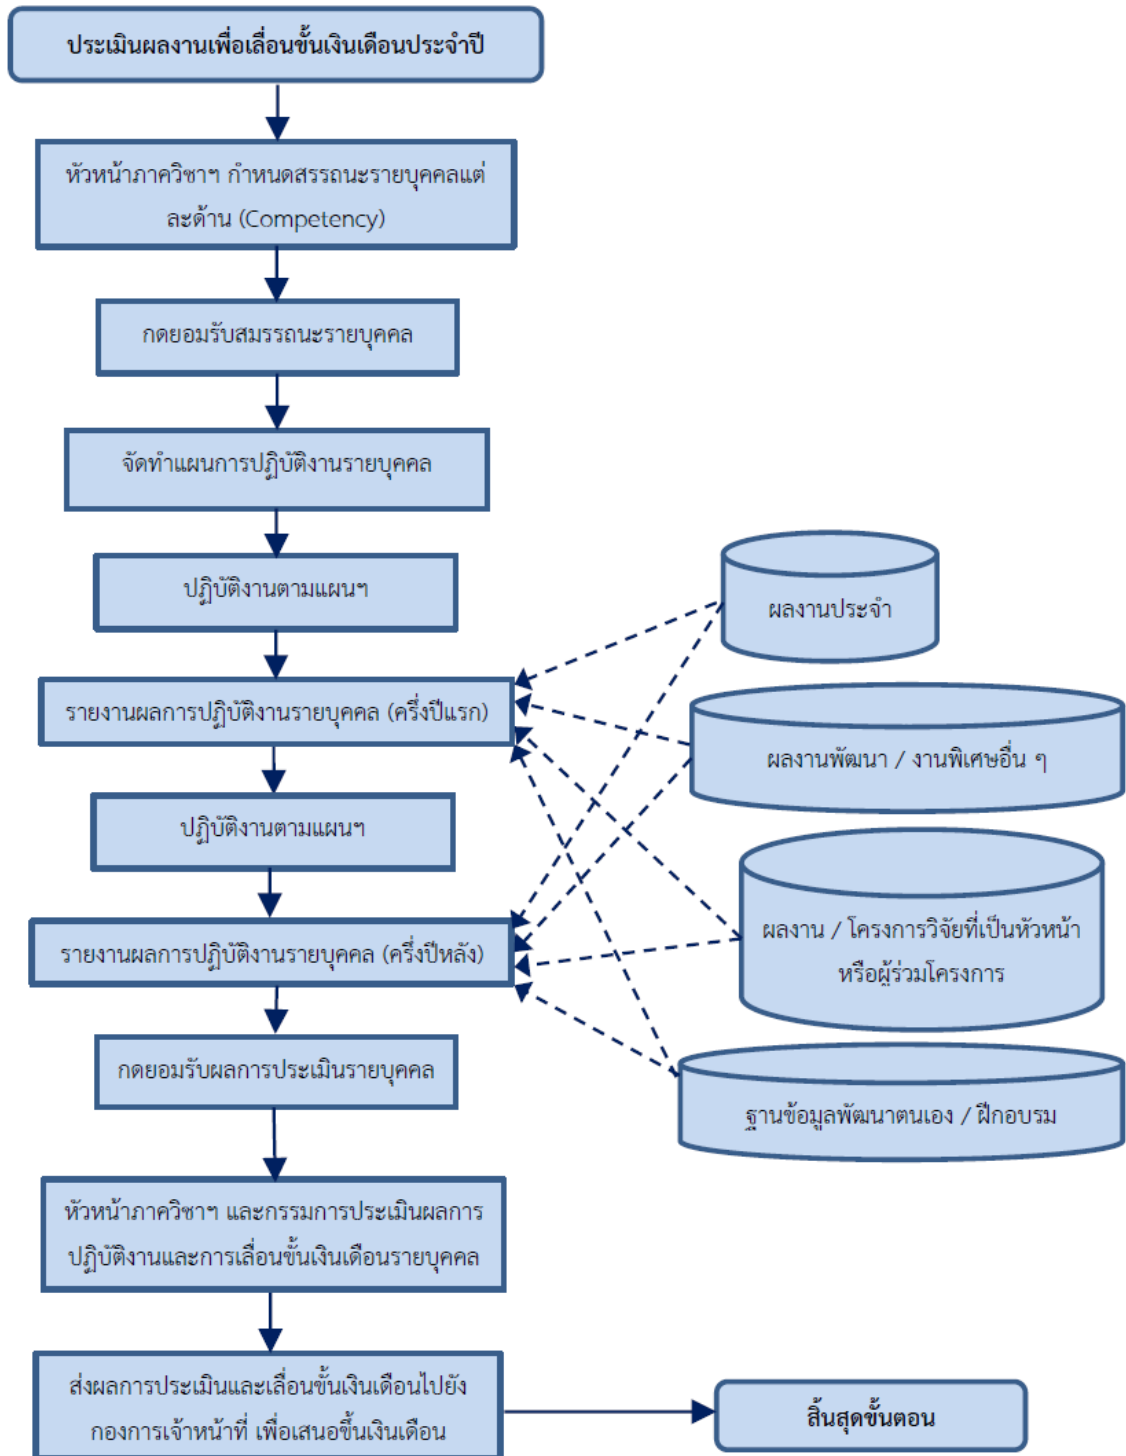 ประเมินผลงานเพื่อเลื่อนขั้นเงินเดือนประจำปี
หัวหน้าภาควิชาฯ กำหนดสรรถนะรายบุคคลแต่
ละด้าน (Competency)
กดยอมรับสมรรถนะรายบุคคล
จัดทำแผนการปฏิบัติงานรายบุคคล
ปฏิบัติงานตามแผนฯ
ผลงานประจำ
รายงานผลการปฏิบัติงานรายบุคคล (ครึ่งปีแรก)
ผลงานพัฒนา / งานพิเศษอื่น ๆ
ปฏิบัติงานตามแผนฯ
ผลงาน / โครงการวิจัยที่เป็นหัวหน้า
หรือผู้ร่วมโครงการ
รายงานผลการปฏิบัติงานรายบุคคล (ครึ่งปีหลัง)
กดยอมรับผลการประเมินรายบุคคล
ฐานข้อมูลพัฒนาตนเอง / ฝึกอบรม
หัวหน้าภาควิชาฯ และกรรมการประเมินผลการ
ปฏิบัติงานและการเลื่อนขั้นเงินเดือนรายบุคคล
ส่งผลการประเมินและเลื่อนขั้นเงินเดือนไปยัง
กองการเจ้าหน้าที่ เพื่อเสนอขึ้นเงินเดือน
สิ้นสุดขั้นตอน